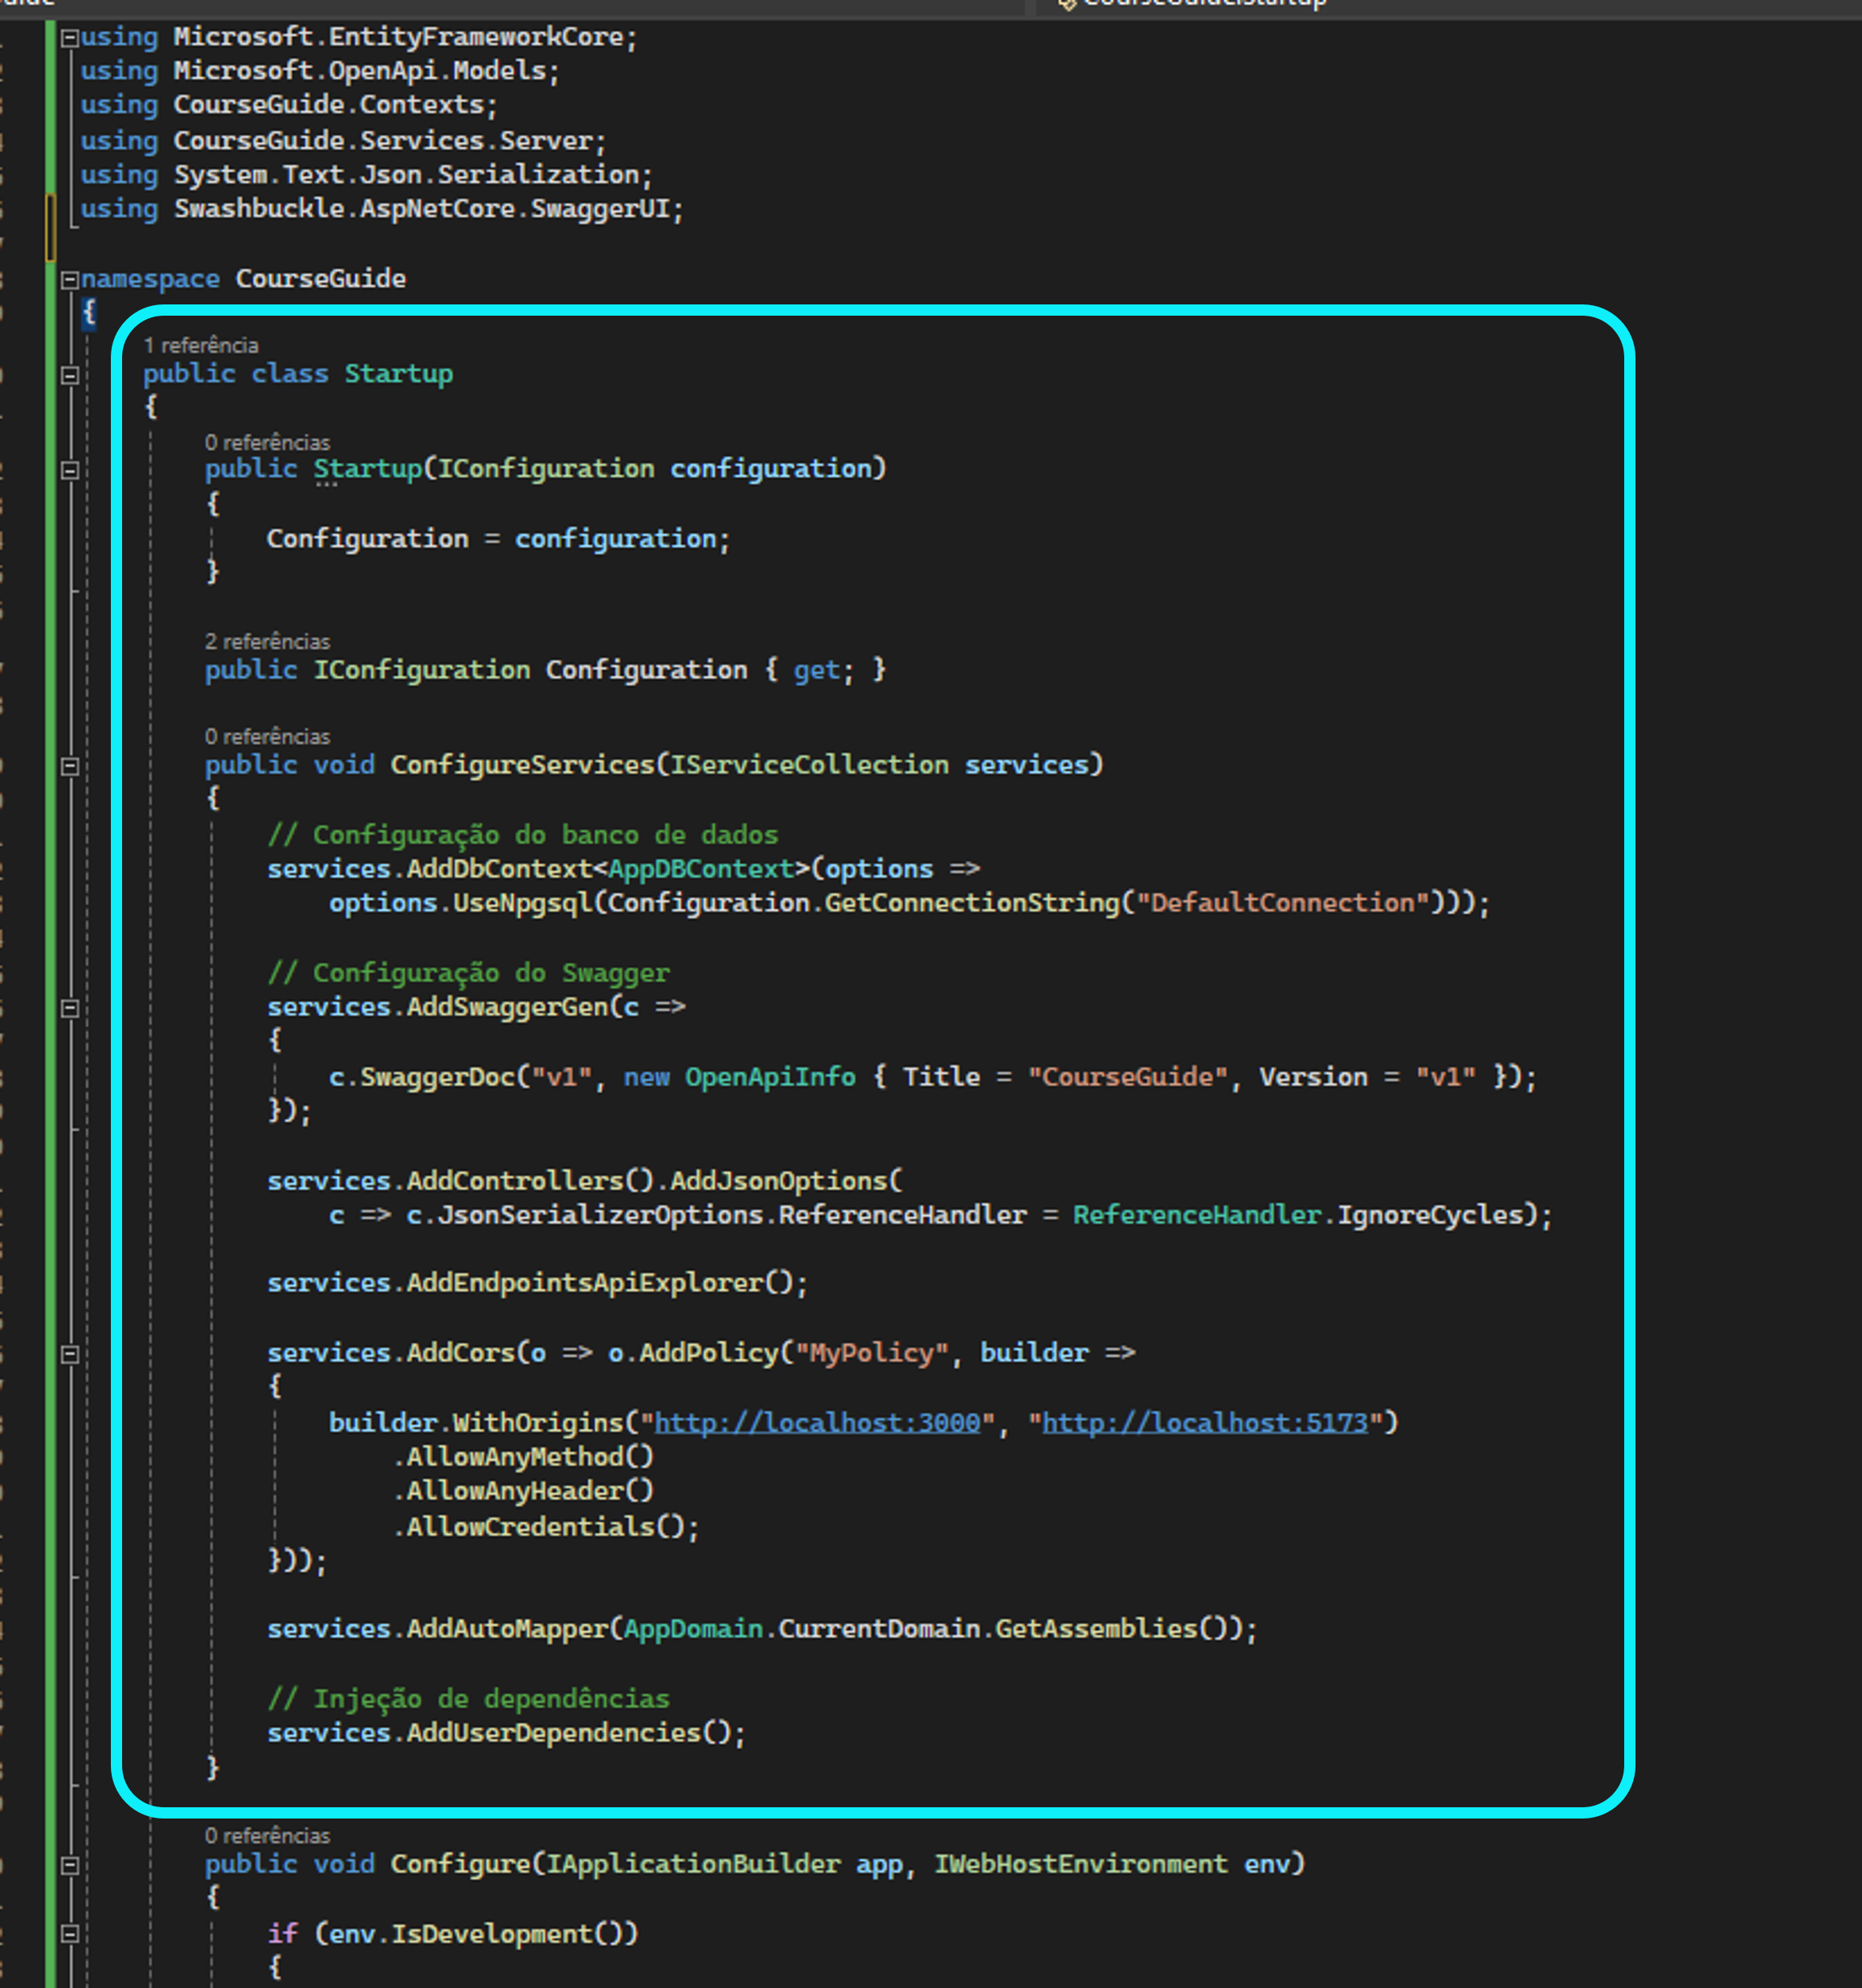 using Microsoft.EntityFrameworkCore;
using Microsoft.OpenApi.Models;
using CourseGuide.Contexts;
using CourseGuide.Services.Server;
using System.Text.Json.Serialization;
using Swashbuckle.AspNetCore.SwaggerUI;
namespace CourseGuide
{
1 referência
public class Startup
{
0 referências
public Startup(IConfiguration configuration)
{
Configuration = configuration;
}
2 referências
public IConfiguration Configuration { get; }
0 referências
public void ConfigureServices(IServiceCollection services)
{
// Configuração do banco de dados
services.AddDbContext<AppDBContext>(options =>
options.UseNpgsql(Configuration.GetConnectionString("DefaultConnection")));
// Configuração do Swagger
services.AddSwaggerGen(c =>
{
c.SwaggerDoc("v1", new OpenApiInfo { Title = "CourseGuide", Version = "v1" });
});
services.AddControllers().AddJsonOptions(
c => c.JsonSerializerOptions.ReferenceHandler = ReferenceHandler.IgnoreCycles);
services.AddEndpointsApiExplorer();
services.AddCors(o => o.AddPolicy("MyPolicy", builder =>
{
builder.WithOrigins("http://localhost:3000", "http://localhost:5173")
.AllowAnyMethod()
.AllowAnyHeader()
.AllowCredentials();
}));
services.AddAutoMapper(AppDomain.CurrentDomain.GetAssemblies());
// Injeção de dependências
services.AddUserDependencies();
}
0 referências
public void Configure(IApplicationBuilder app, IWebHostEnvironment env)
{
if (env.IsDevelopment())
{